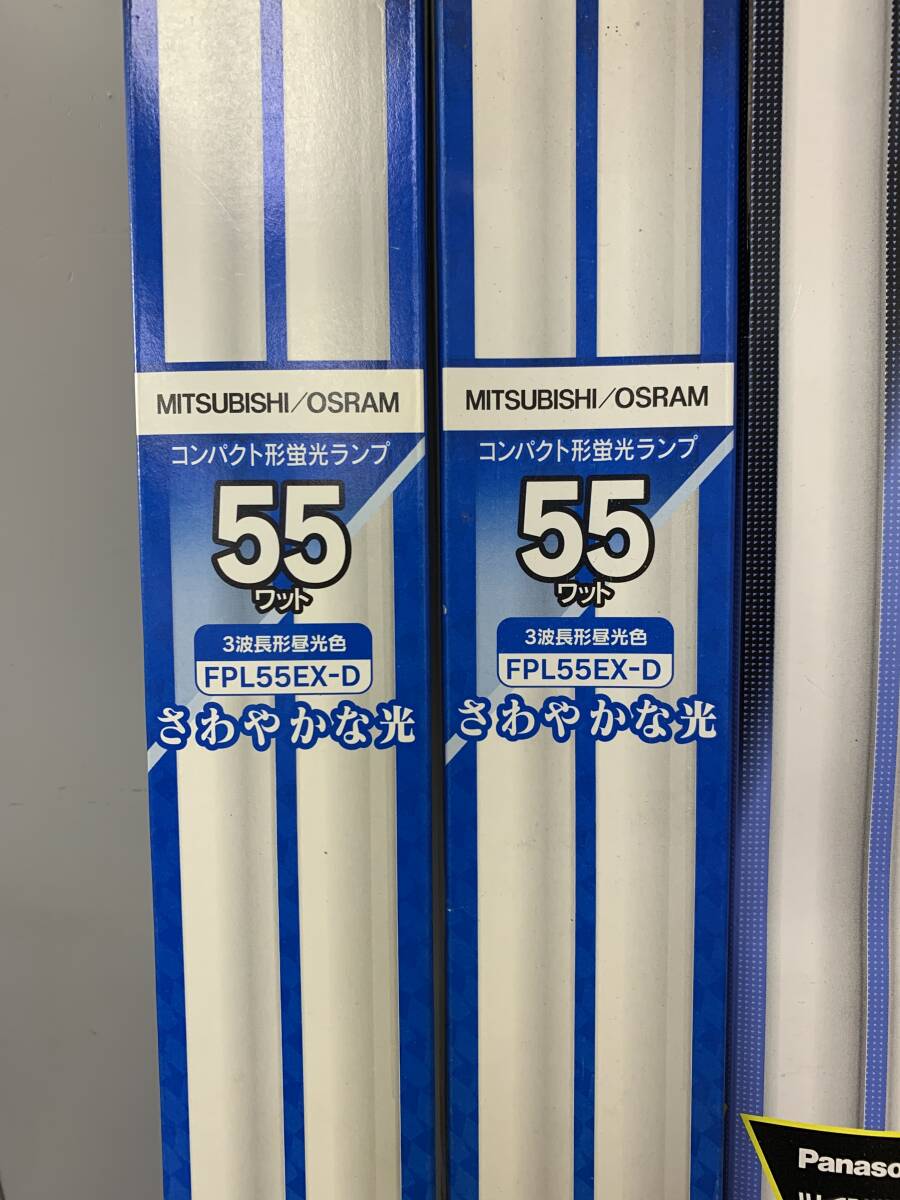 MITSUBISHI/OSRAM
コンパクト形蛍光ランプ
55
ワット
3波長形昼光色
FPL55EX-D
さわやかな光
MITSUBISHI/OSRAM
コンパクト形蛍光ランプ
55
ワット
3波長形昼光色
FPL55EX-D
さわやかな光
Panaso